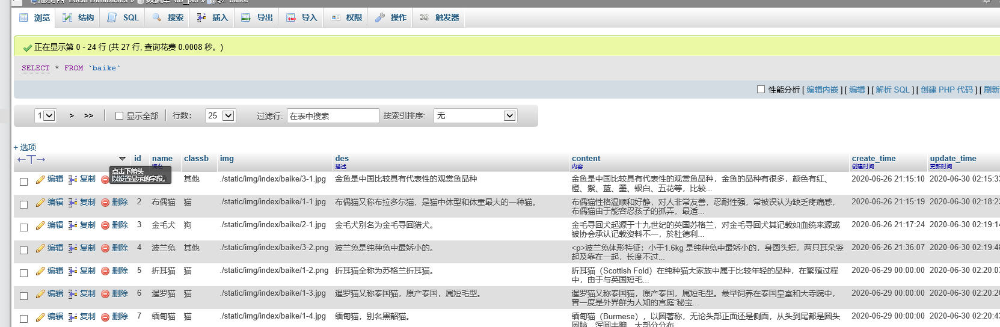 服务器: Local Databases » 数据库: db_pet » 表: baike
浏览 结构 SQL 搜索 插入 导出 导入 权限 操作 触发器
正在显示第 0 - 24 行 (共 27 行, 查询花费 0.0008 秒。)
SELECT * FROM `baike`
性能分析 [ 编辑内嵌 ] [ 编辑 ] [ 解析 SQL ] [ 创建 PHP 代码 ] [ 刷新
1 > >> 显示全部 行数: 25 过滤行: 在表中搜索 按索引排序: 无
+ 选项
←T→ id name classb img des content create_time update_time
词名 描述 内容 创建时间 更新时间
点击下箭头
以设置显示的字段。
编辑 复制 其他 ./static/img/index/baike/3-1.jpg 金鱼是中国比较具有代表性的观赏鱼品种 金鱼是中国比较具有代表性的观赏鱼品种，金鱼的品种有很多，颜色有红、 2020-06-26 21:15:10 2020-06-30 02:15:33
橙、紫、蓝、墨、银白、五花等，比较...
编辑 复制 删除 2 布偶猫 猫 ./static/img/index/baike/1-1.jpg 布偶猫又称布拉多尔猫，是猫中体型和体重最大的一种猫。 布偶猫性格温顺和好静，对人非常友善，忍耐性强，常被误认为缺乏疼痛感， 2020-06-26 21:15:19 2020-06-30 02:18:23
布偶猫由于能容忍孩子的抓弄，最适...
编辑 复制 删除 3 金毛犬 狗 ./static/img/index/baike/2-1.jpg 金毛犬别名为金毛寻回猎犬。 金毛寻回犬起源于十九世纪的英国苏格兰，对金毛寻回犬其记载如血统来源或 2020-06-26 21:17:24 2020-06-30 02:19:14
被协会承认记载资料不一，於杜德利...
编辑 复制 删除 4 波兰兔 其他 ./static/img/index/baike/3-2.png 波兰兔是纯种兔中最娇小的。 <p>波兰兔体形特征：小于1.6kg 是纯种兔中最娇小的，身圆头短，两只耳朵竖 2020-06-26 21:36:07 2020-06-30 02:19:48
起及靠在一起，长度不过...
编辑 复制 删除 5 折耳猫 猫 ./static/img/index/baike/1-2.png 折耳猫全称为苏格兰折耳猫。 折耳猫（Scottish Fold）在纯种猫大家族中属于比较年轻的品种，在繁殖过程 2020-06-29 00:00:00 2020-06-30 02:20:03
中，由于与英国短毛...
编辑 复制 删除 6 暹罗猫 猫 ./static/img/index/baike/1-3.jpg 暹罗猫又称泰国猫，原产泰国，属短毛型。 暹罗猫又称泰国猫，原产泰国，属短毛型。最早饲养在泰国皇室和大寺院中， 2020-06-29 00:00:00 2020-06-30 02:20:26
曾一度是外界鲜为人知的宫庭“秘宝...
编辑 复制 删除 7 缅甸猫 猫 ./static/img/index/baike/1-4.jpg 缅甸猫，别名黑貂猫。 缅甸猫（Burmese），以圆著称，无论头部正面还是侧面，从头到尾都是圆头 2020-06-29 00:00:00 2020-06-30 02:20:43
圆脑，浑圆丰腴，大部分分布